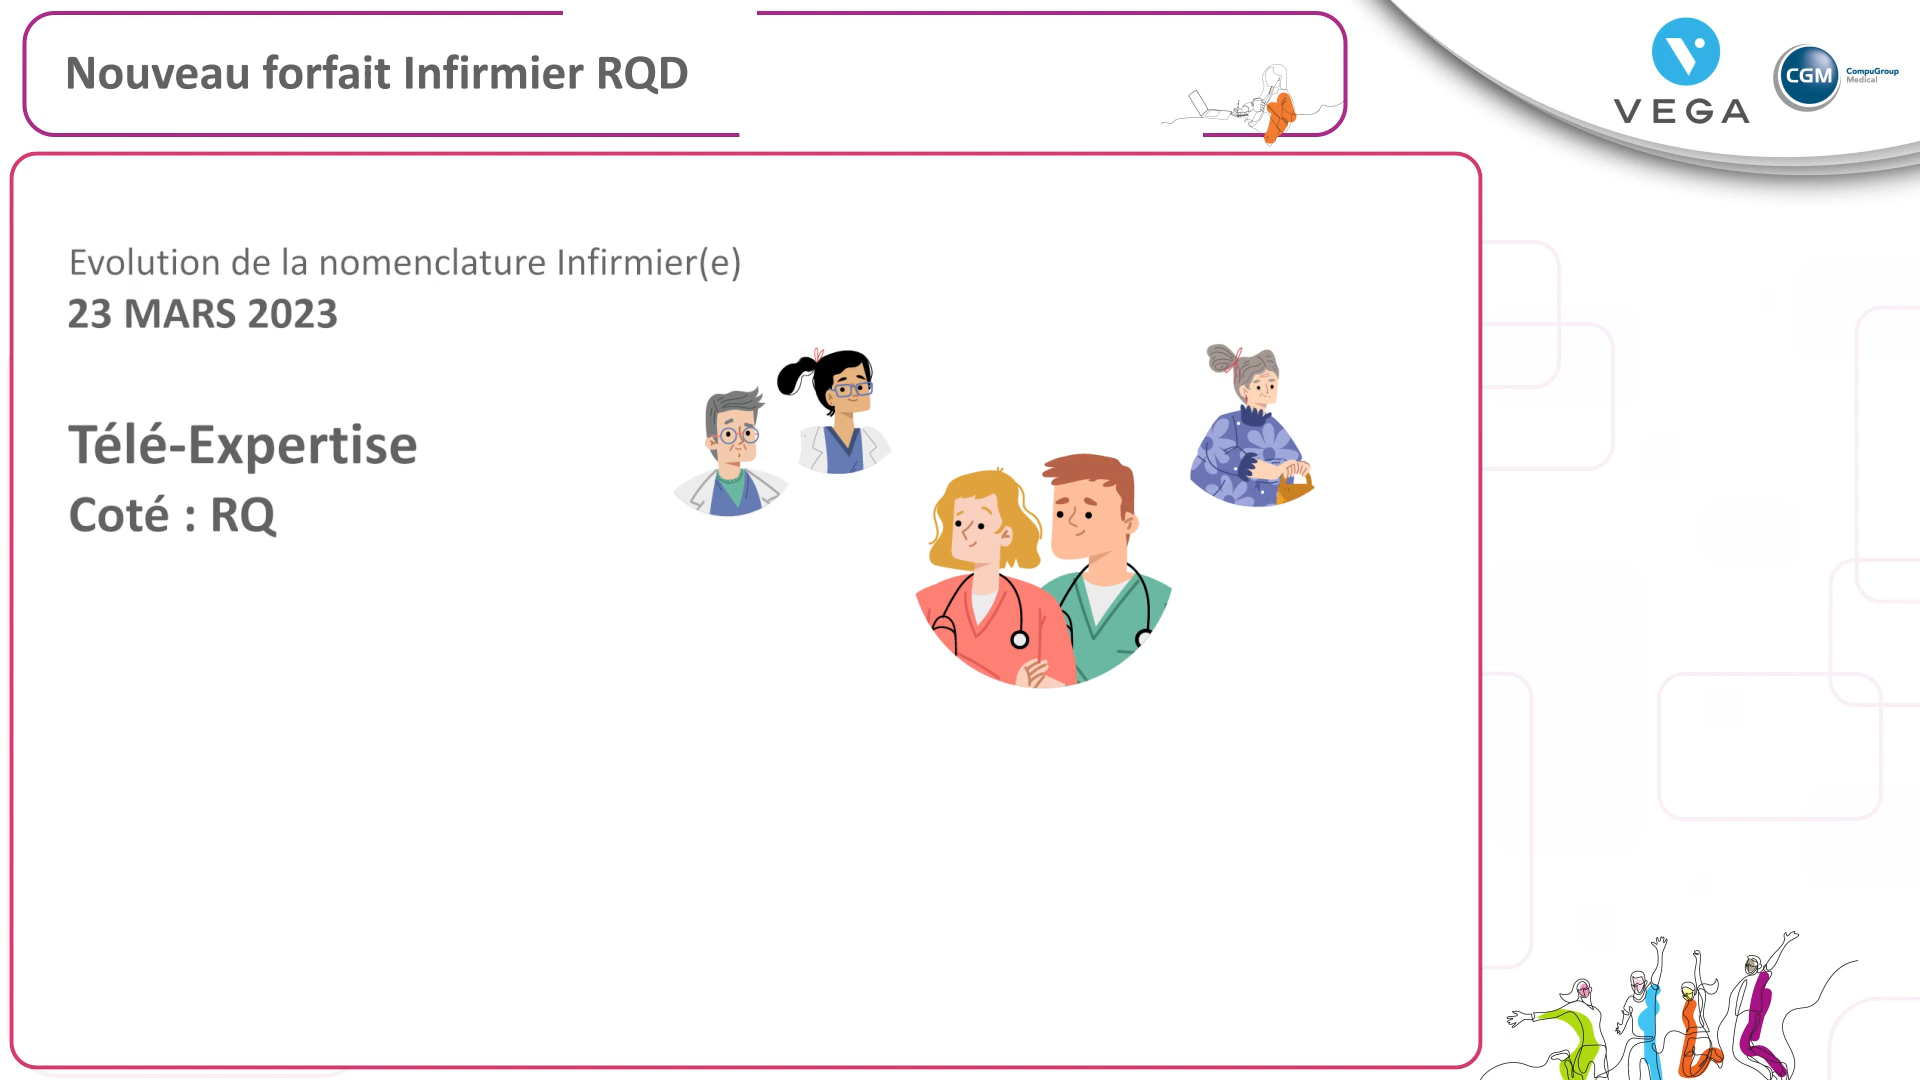 Nouveau forfait Infirmier RQD
VEGA
CGM
CompuGroup
Medical
Evolution de la nomenclature Infirmier(e)
23 MARS 2023
Télé-Expertise
Coté : RQ